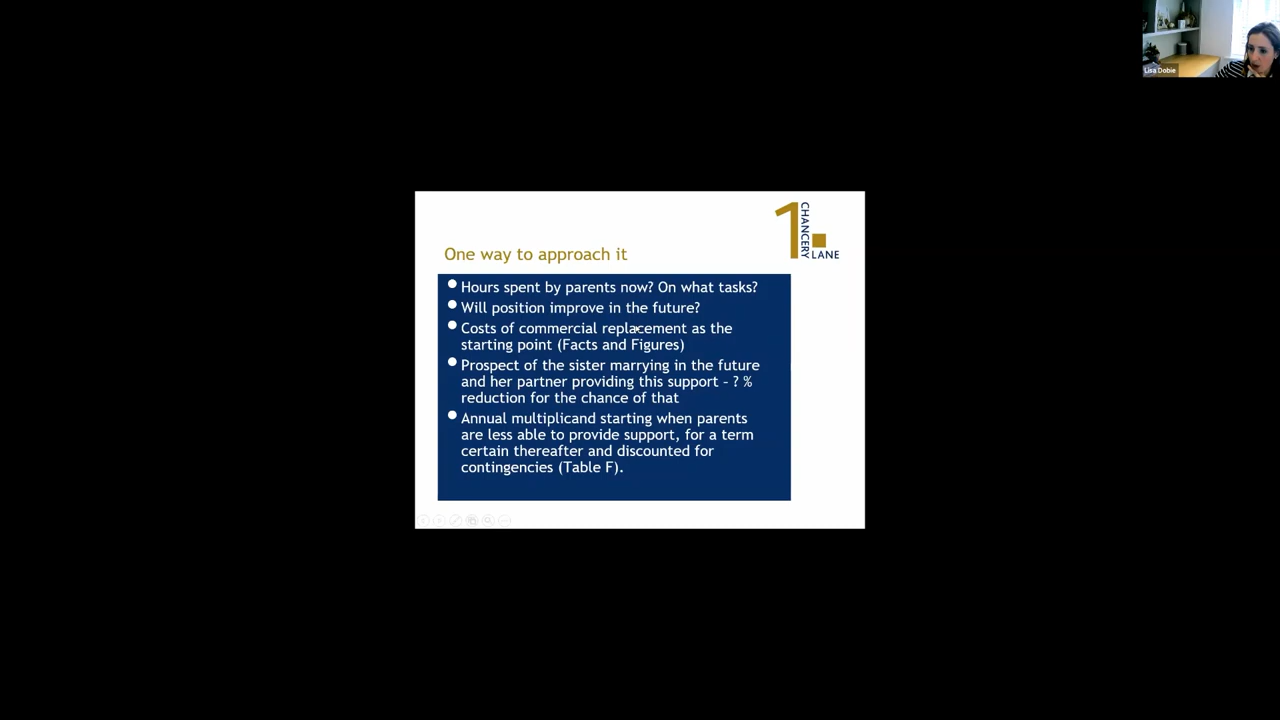 Lisa Dobie
1 CHANCERY LANE
One way to approach it
Hours spent by parents now? On what tasks?
Will position improve in the future?
Costs of commercial replacement as the
starting point (Facts and Figures)
Prospect of the sister marrying in the future
and her partner providing this support – ? %
reduction for the chance of that
Annual multiplicand starting when parents
are less able to provide support, for a term
certain thereafter and discounted for
contingencies (Table F).